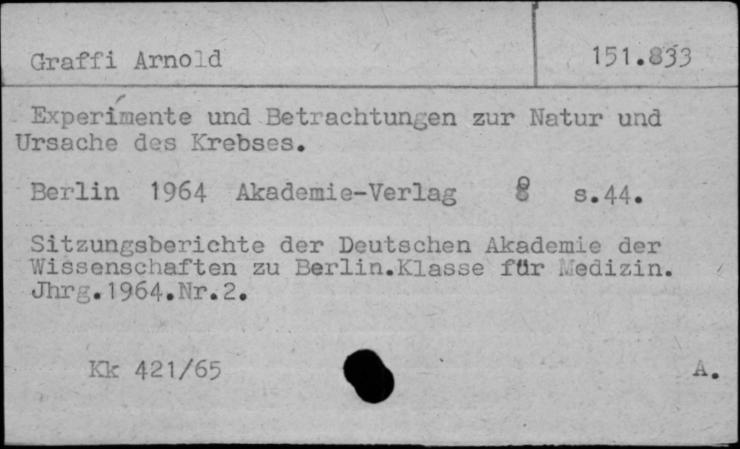 Graffi Arnold 151.833
Experimente und Betrachtungen zur Natur und
Ursache des Krebses.
Berlin 1964 Akademie-Verlag 8 s.44.
Sitzungsberichte der Deutschen Akademie der
Wissenschaften zu Berlin.Klasse für Medizin.
Jhrg.1964.Nr.2.
Kk 421/65 A.